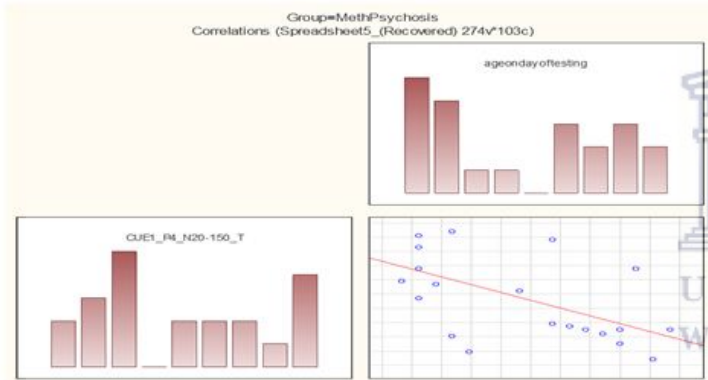 Group=MethPsychosis
Correlations (Spreadsheet5_(Recovered) 274v*103c)
ageondayoftesting
CUE1_P4_N20-150_T
U
W